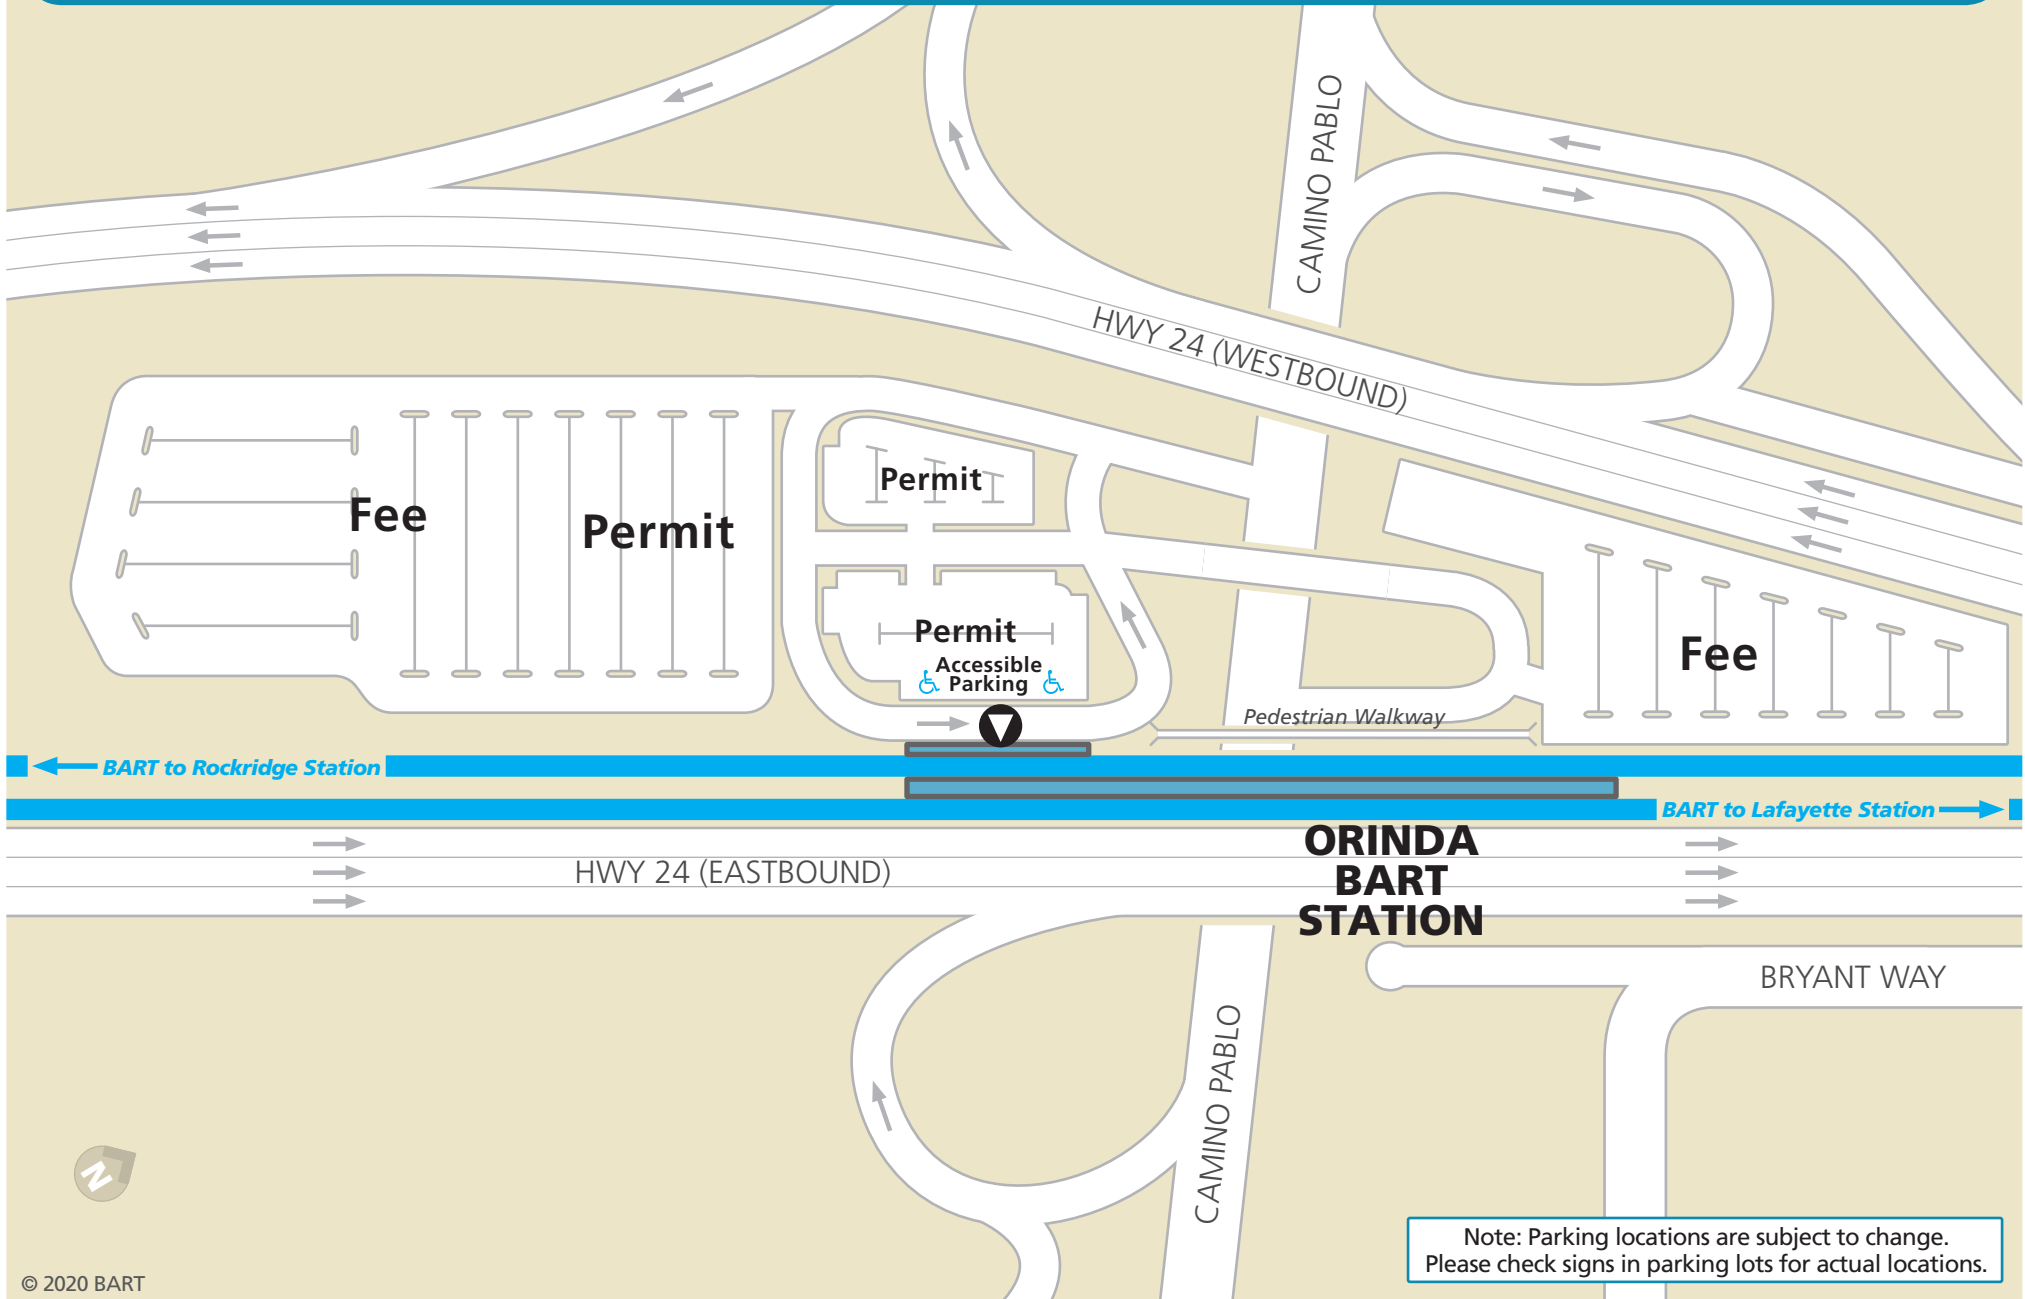 CAMINO PABLO
HWY 24 (WESTBOUND)
Permit
Fee
Permit
Permit
Accessible
Parking
Fee
Pedestrian Walkway
BART to Rockridge Station
BART to Lafayette Station
ORINDA
BART
STATION
HWY 24 (EASTBOUND)
BRYANT WAY
CAMINO PABLO
N
Note: Parking locations are subject to change.
Please check signs in parking lots for actual locations.
© 2020 BART